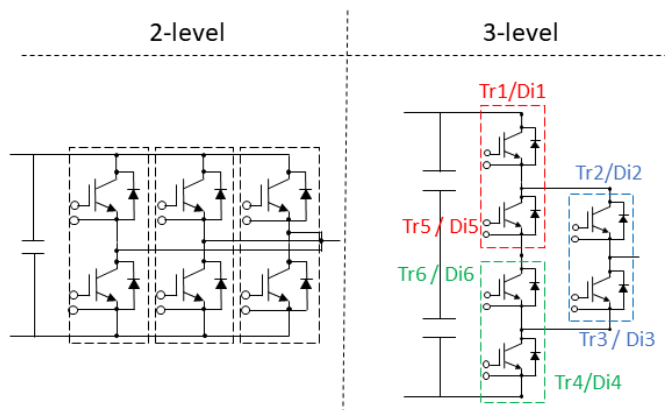 2-level
3-level
Tr1/Di1
Tr2/Di2
Tr5 / Di5
Tr6 / Di6
Tr3 / Di3
Tr4/Di4